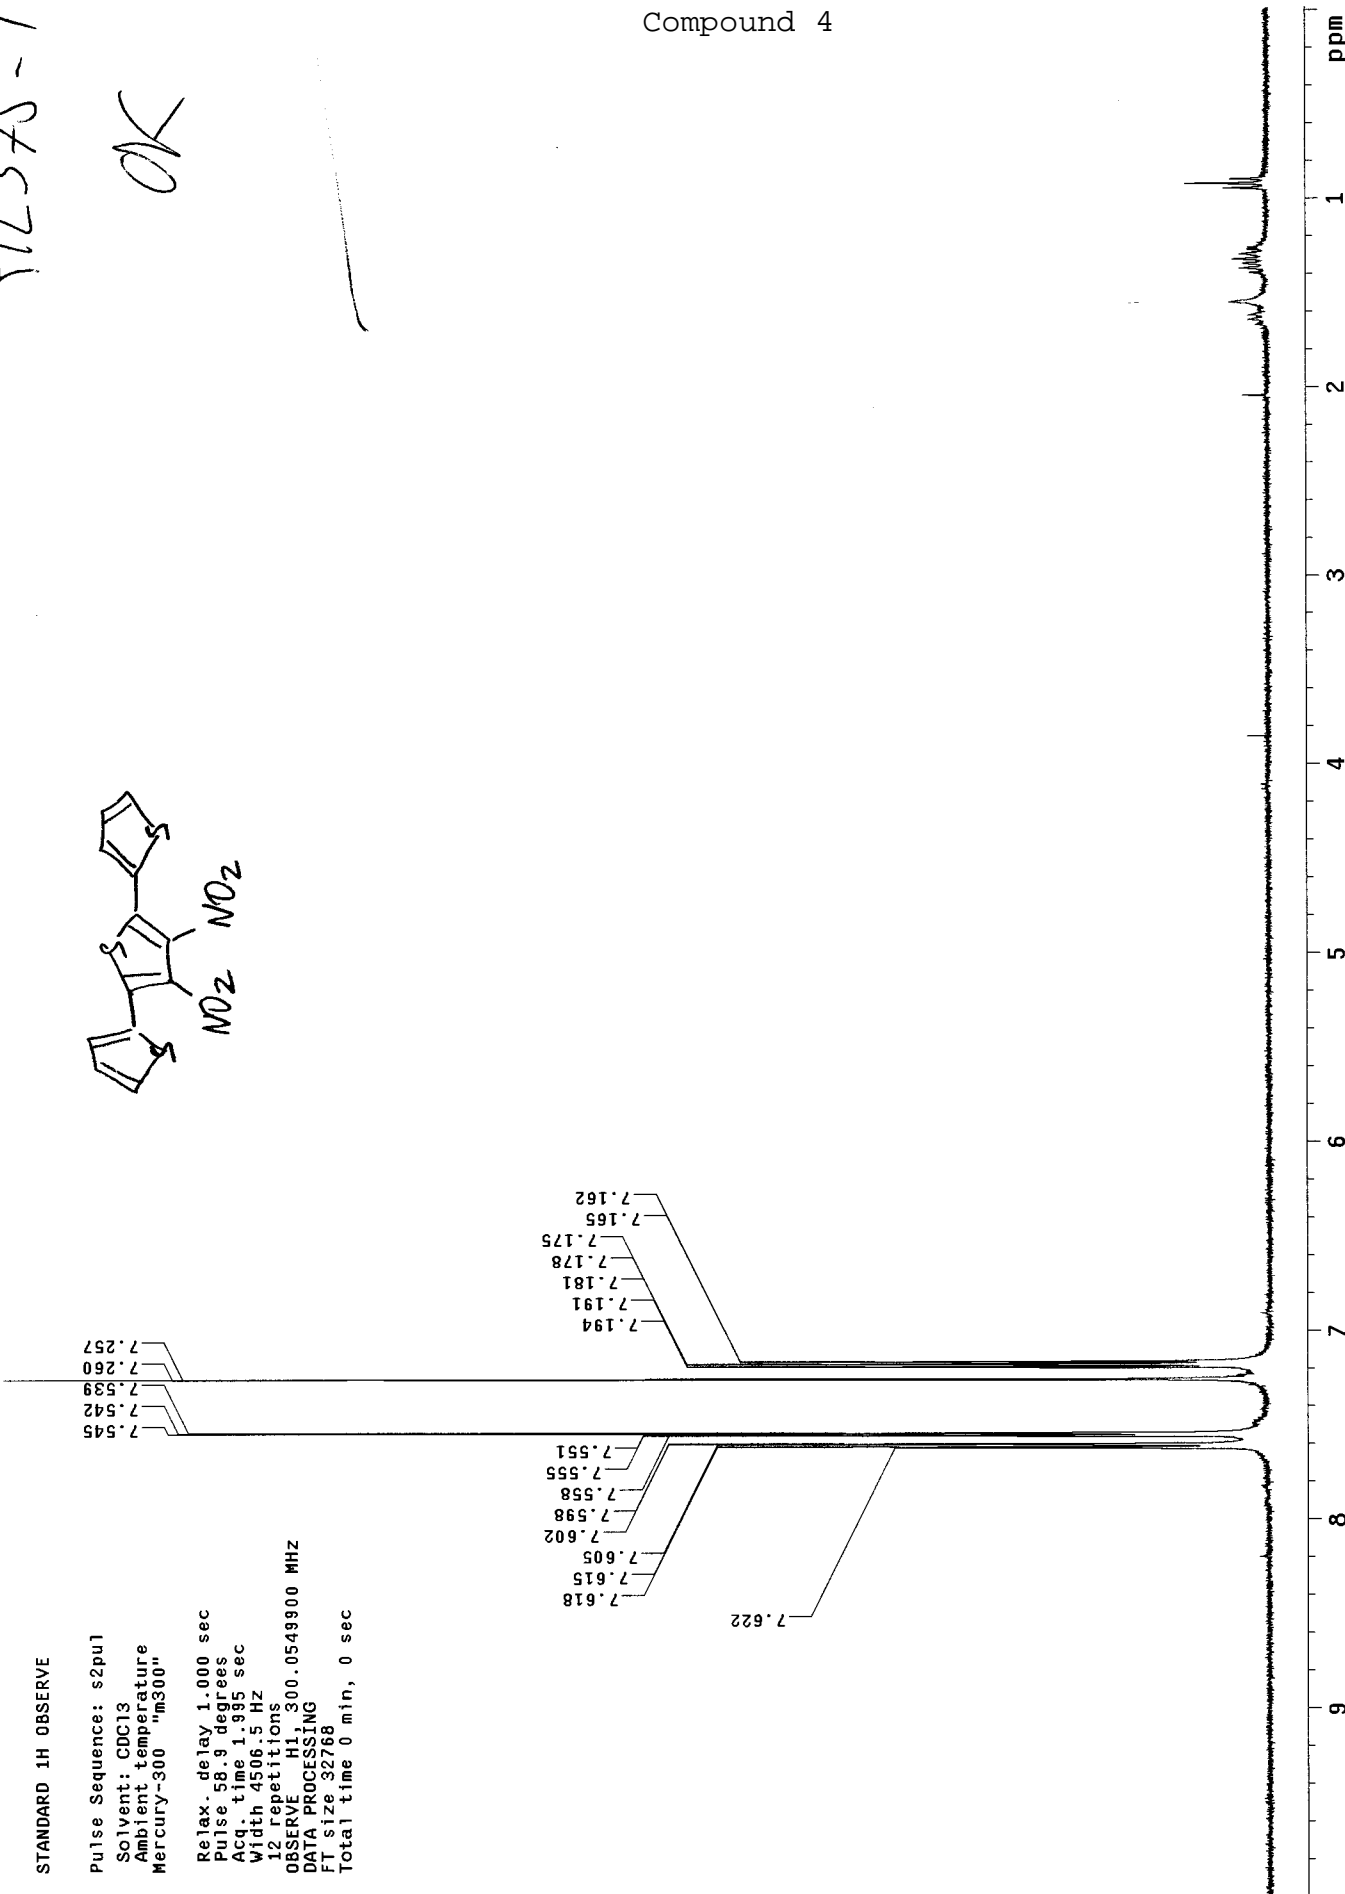 Compound 4
OK
STANDARD 1H OBSERVE
Pulse Sequence: s2pul
Solvent: CDCl3
Ambient temperature
Mercury-300 "m300"
Relax. delay 1.000 sec
Pulse 58.9 degrees
Acq. time 1.995 sec
Width 4506.5 Hz
12 repetitions
OBSERVE H1, 300.0549900 MHz
DATA PROCESSING
FT size 32768
Total time 0 min, 0 sec
S
S
S
NO2
NO2
7.622
7.618
7.615
7.605
7.602
7.598
7.558
7.555
7.551
7.545
7.542
7.539
7.260
7.257
7.194
7.191
7.181
7.178
7.175
7.165
7.162
9
8
7
6
5
4
3
2
1
ppm